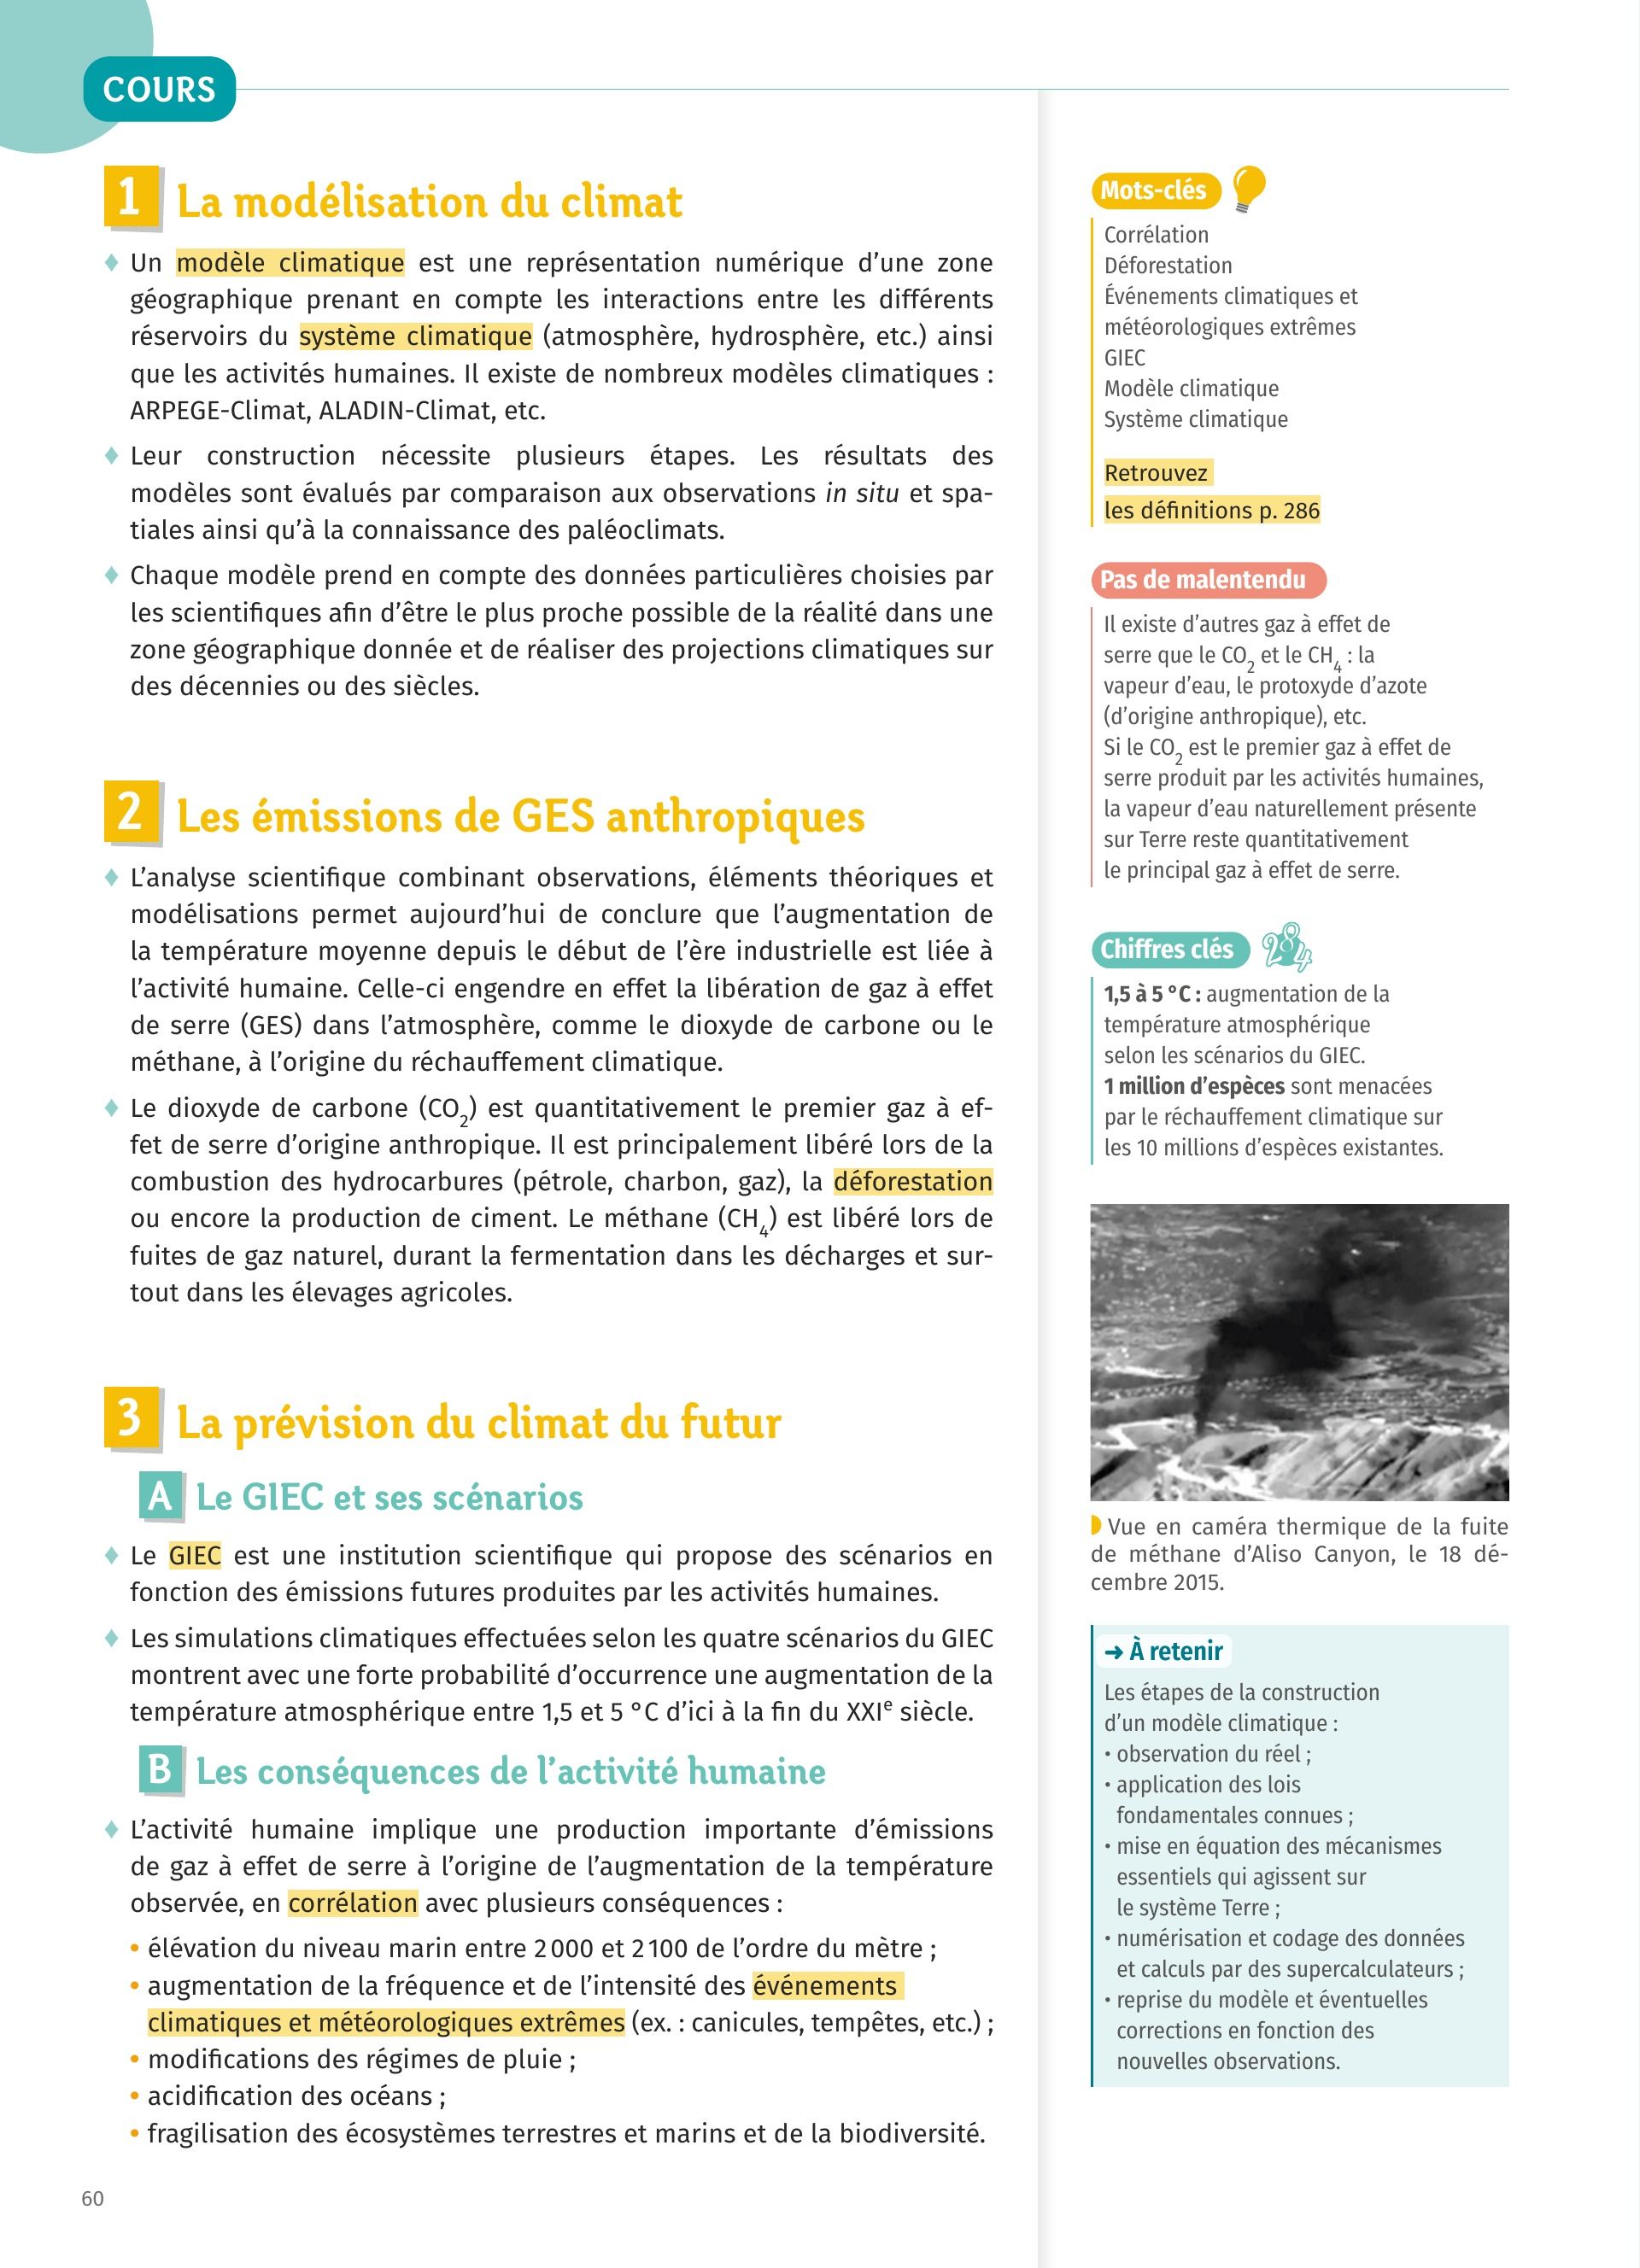 COURS
1 La modélisation du climat
♦ Un modèle climatique est une représentation numérique d’une zone
géographique prenant en compte les interactions entre les différents
réservoirs du système climatique (atmosphère, hydrosphère, etc.) ainsi
que les activités humaines. Il existe de nombreux modèles climatiques :
ARPEGE-Climat, ALADIN-Climat, etc.
♦ Leur construction nécessite plusieurs étapes. Les résultats des
modèles sont évalués par comparaison aux observations in situ et spa-
tiales ainsi qu’à la connaissance des paléoclimats.
♦ Chaque modèle prend en compte des données particulières choisies par
les scientifiques afin d’être le plus proche possible de la réalité dans une
zone géographique donnée et de réaliser des projections climatiques sur
des décennies ou des siècles.
2 Les émissions de GES anthropiques
♦ L’analyse scientifique combinant observations, éléments théoriques et
modélisations permet aujourd’hui de conclure que l’augmentation de
la température moyenne depuis le début de l’ère industrielle est liée à
l’activité humaine. Celle-ci engendre en effet la libération de gaz à effet
de serre (GES) dans l’atmosphère, comme le dioxyde de carbone ou le
méthane, à l’origine du réchauffement climatique.
♦ Le dioxyde de carbone (CO₂) est quantitativement le premier gaz à ef-
fet de serre d’origine anthropique. Il est principalement libéré lors de la
combustion des hydrocarbures (pétrole, charbon, gaz), la déforestation
ou encore la production de ciment. Le méthane (CH₄) est libéré lors de
fuites de gaz naturel, durant la fermentation dans les décharges et sur-
tout dans les élevages agricoles.
3 La prévision du climat du futur
A Le GIEC et ses scénarios
♦ Le GIEC est une institution scientifique qui propose des scénarios en
fonction des émissions futures produites par les activités humaines.
♦ Les simulations climatiques effectuées selon les quatre scénarios du GIEC
montrent avec une forte probabilité d’occurrence une augmentation de la
température atmosphérique entre 1,5 et 5 °C d’ici à la fin du XXIᵉ siècle.
B Les conséquences de l’activité humaine
♦ L’activité humaine implique une production importante d’émissions
de gaz à effet de serre à l’origine de l’augmentation de la température
observée, en corrélation avec plusieurs conséquences :
• élévation du niveau marin entre 2 000 et 2 100 de l’ordre du mètre ;
• augmentation de la fréquence et de l’intensité des événements
climatiques et météorologiques extrêmes (ex. : canicules, tempêtes, etc.) ;
• modifications des régimes de pluie ;
• acidification des océans ;
• fragilisation des écosystèmes terrestres et marins et de la biodiversité.
60
Mots-clés
Corrélation
Déforestation
Événements climatiques et
météorologiques extrêmes
GIEC
Modèle climatique
Système climatique
Retrouvez
les définitions p. 286
Pas de malentendu
Il existe d’autres gaz à effet de
serre que le CO₂ et le CH₄ : la
vapeur d’eau, le protoxyde d’azote
(d’origine anthropique), etc.
Si le CO₂ est le premier gaz à effet de
serre produit par les activités humaines,
la vapeur d’eau naturellement présente
sur Terre reste quantitativement
le principal gaz à effet de serre.
Chiffres clés 284
1,5 à 5 °C : augmentation de la
température atmosphérique
selon les scénarios du GIEC.
1 million d’espèces sont menacées
par le réchauffement climatique sur
les 10 millions d’espèces existantes.
Vue en caméra thermique de la fuite
de méthane d’Aliso Canyon, le 18 dé-
cembre 2015.
➜ À retenir
Les étapes de la construction
d’un modèle climatique :
• observation du réel ;
• application des lois
fondamentales connues ;
• mise en équation des mécanismes
essentiels qui agissent sur
le système Terre ;
• numérisation et codage des données
et calculs par des supercalculateurs ;
• reprise du modèle et éventuelles
corrections en fonction des
nouvelles observations.